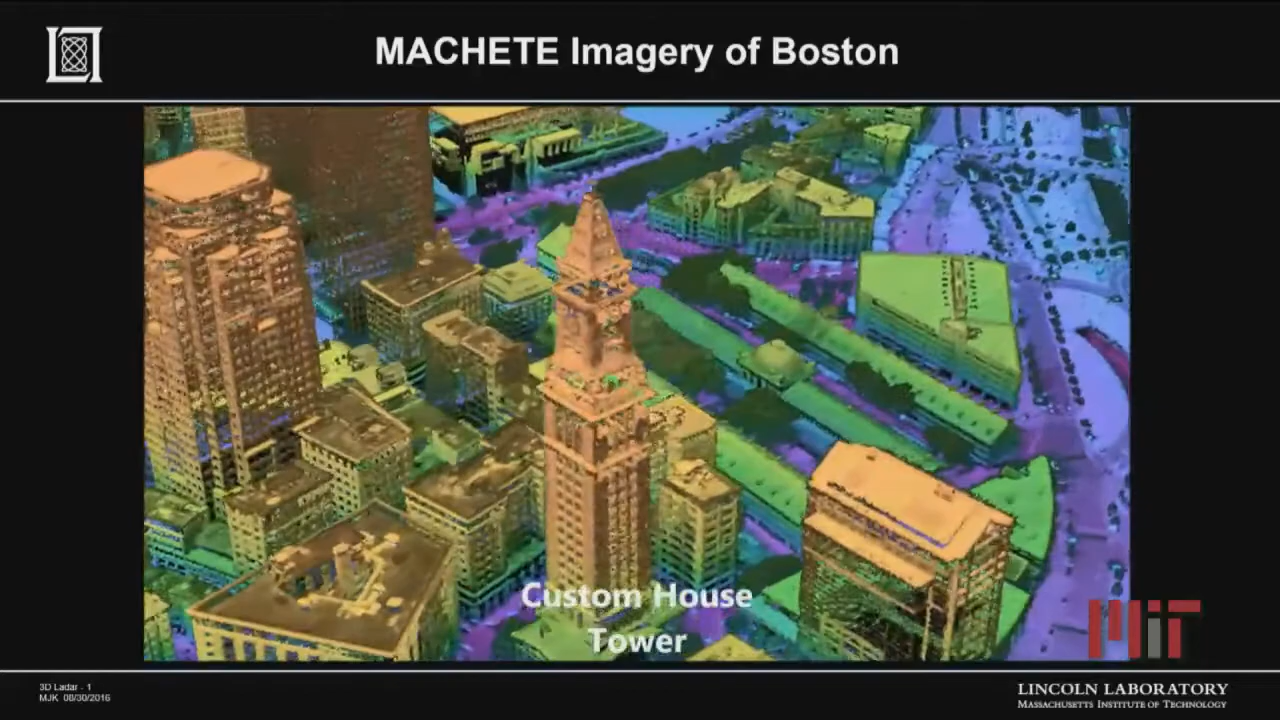 MACHETE Imagery of Boston
Custom House
Tower
MIT
3D Ladar - 1
MJK 08/30/2016
LINCOLN LABORATORY
MASSACHUSETTS INSTITUTE OF TECHNOLOGY